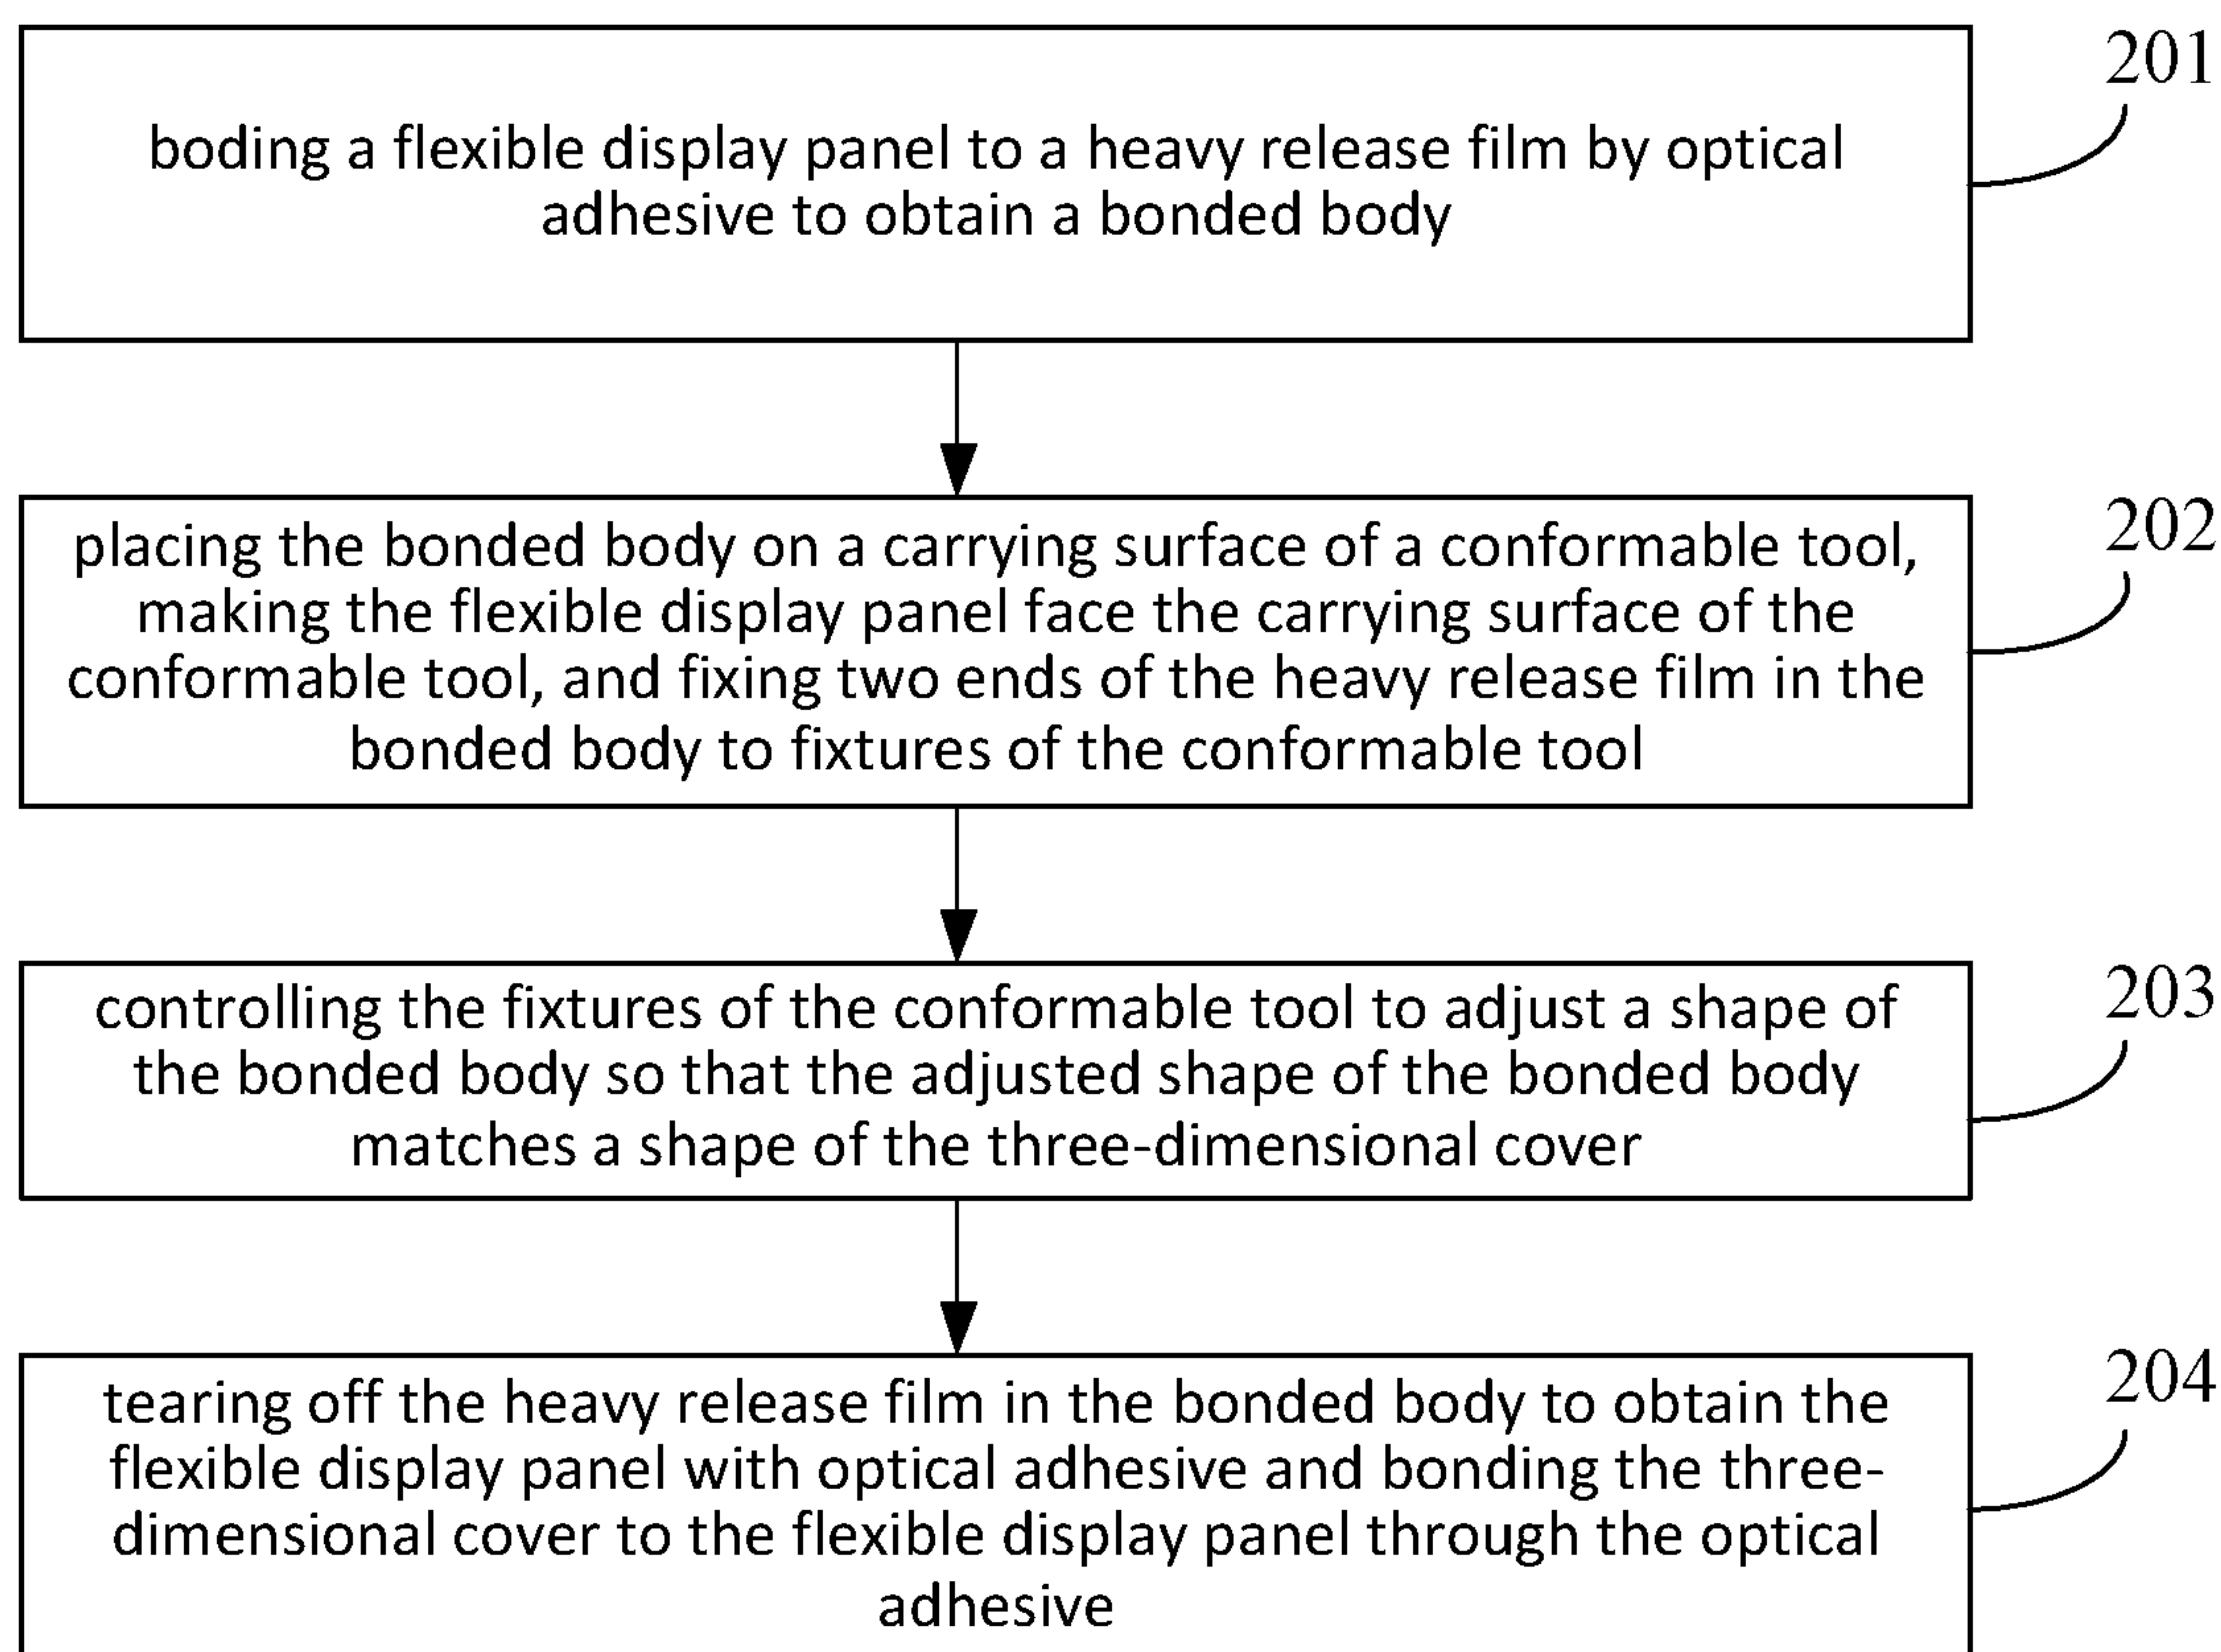 201
boding a flexible display panel to a heavy release film by optical
adhesive to obtain a bonded body
202
placing the bonded body on a carrying surface of a conformable tool,
making the flexible display panel face the carrying surface of the
conformable tool, and fixing two ends of the heavy release film in the
bonded body to fixtures of the conformable tool
203
controlling the fixtures of the conformable tool to adjust a shape of
the bonded body so that the adjusted shape of the bonded body
matches a shape of the three-dimensional cover
204
tearing off the heavy release film in the bonded body to obtain the
flexible display panel with optical adhesive and bonding the three-
dimensional cover to the flexible display panel through the optical
adhesive